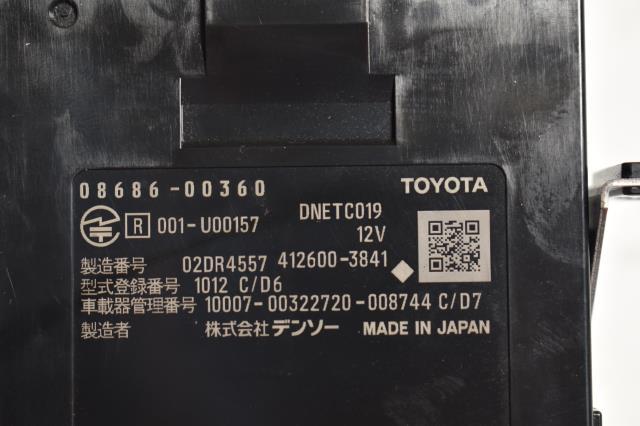 08686-00360 TOYOTA
R 001-U00157 DNETC019
12V
製造番号 02DR4557 412600-3841
型式登録番号 1012 C/D6
車載器管理番号 10007-00322720-008744 C/D7
製造者 株式会社デンソー MADE IN JAPAN